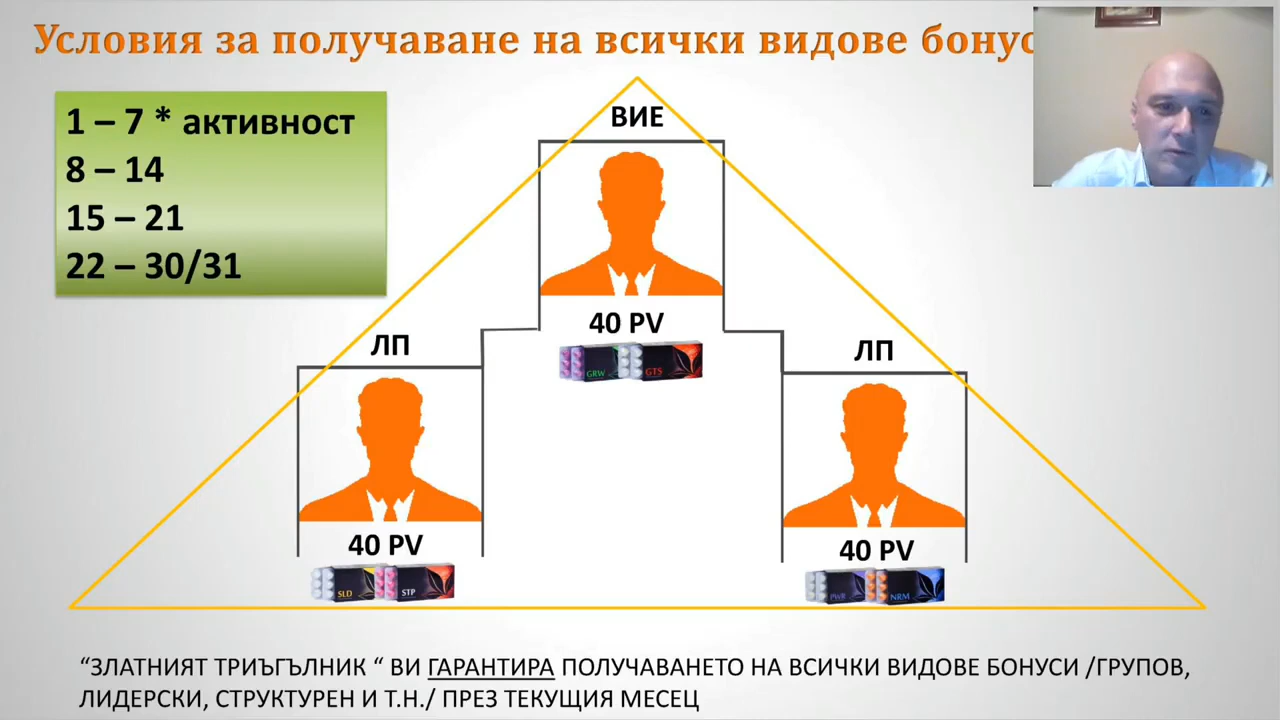 Условия за получаване на всички видове бонус
1 – 7 * активност
8 – 14
15 – 21
22 – 30/31
ВИЕ
40 PV
GRW
GTS
ЛП
40 PV
SLD
STP
ЛП
40 PV
PWR
NRM
“ЗЛАТНИЯТ ТРИЪГЪЛНИК “ ВИ ГАРАНТИРА ПОЛУЧАВАНЕТО НА ВСИЧКИ ВИДОВЕ БОНУСИ /ГРУПОВ,
ЛИДЕРСКИ, СТРУКТУРЕН И Т.Н./ ПРЕЗ ТЕКУЩИЯ МЕСЕЦ